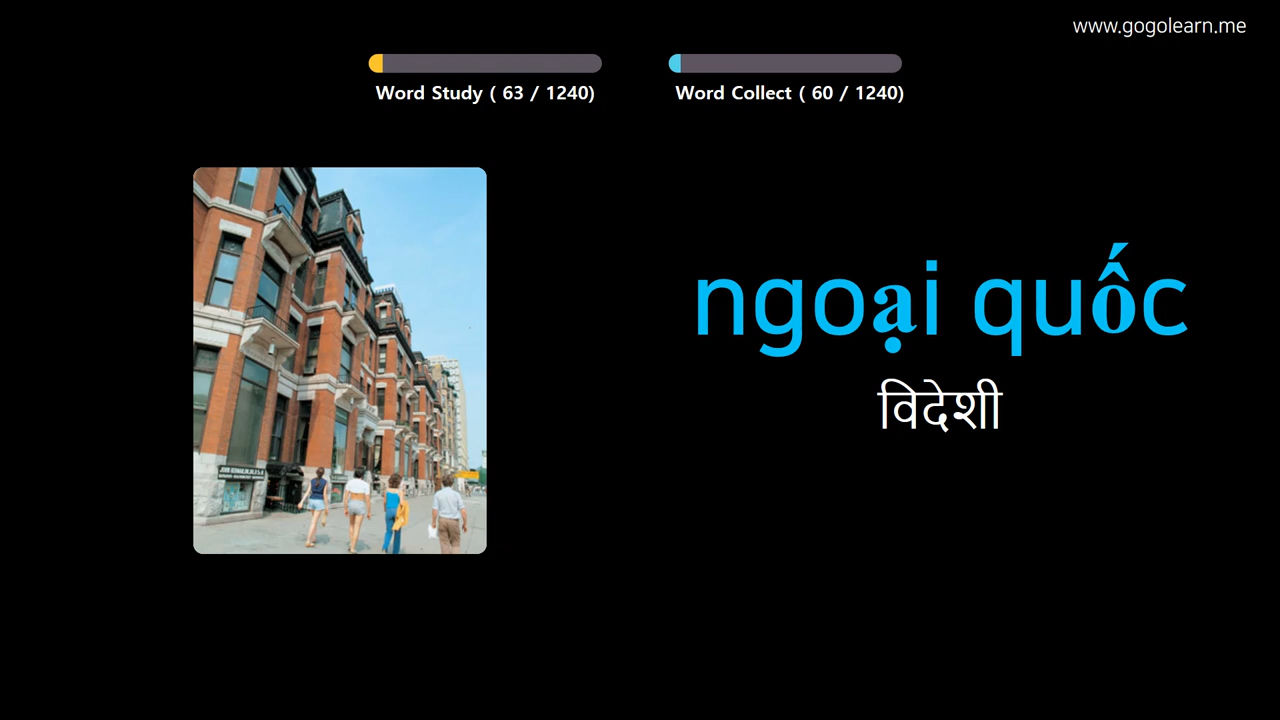 www.gogolearn.me
Word Study ( 63 / 1240)
Word Collect ( 60 / 1240)
ngoại quốc
विदेशी